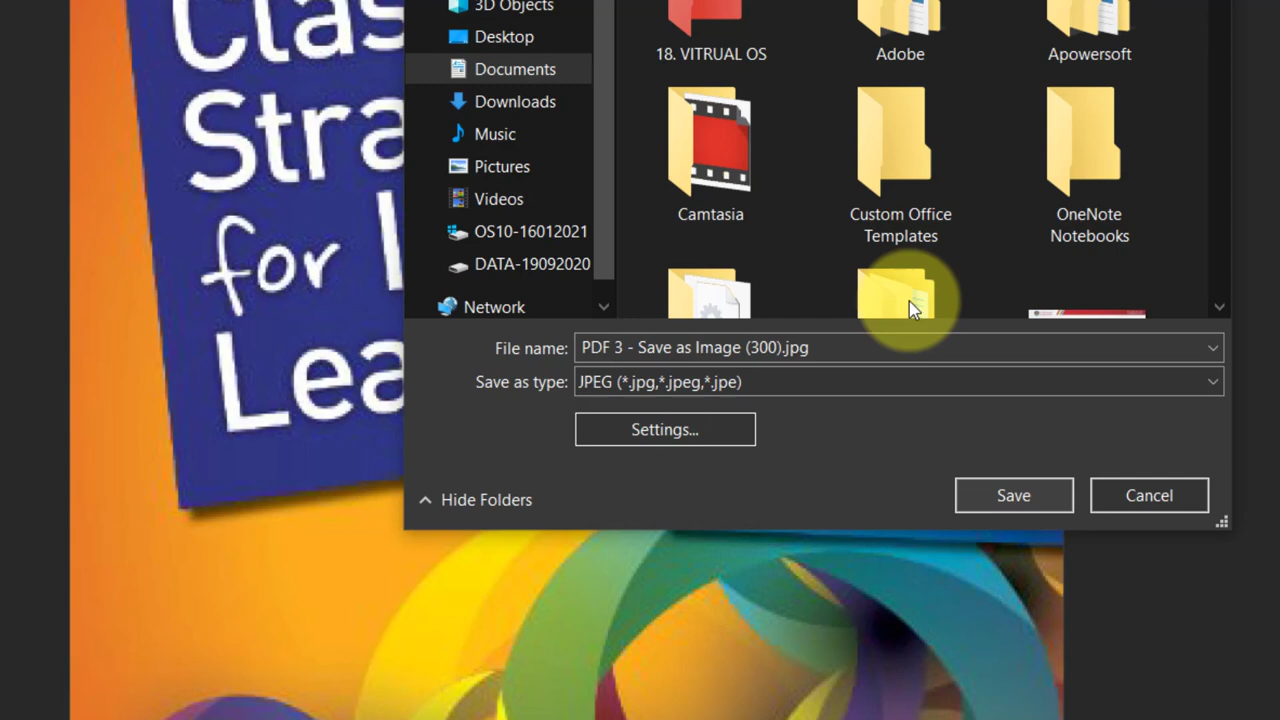 Clas
Stra
for
Lea
3D Objects
Desktop
Documents
Downloads
Music
Pictures
Videos
OS10-16012021
DATA-19092020
Network
18. VITRUAL OS
Adobe
Apowersoft
Camtasia
Custom Office
Templates
OneNote
Notebooks
File name: PDF 3 - Save as Image (300).jpg
Save as type: JPEG (*.jpg,*.jpeg,*.jpe)
Settings...
Hide Folders
Save
Cancel